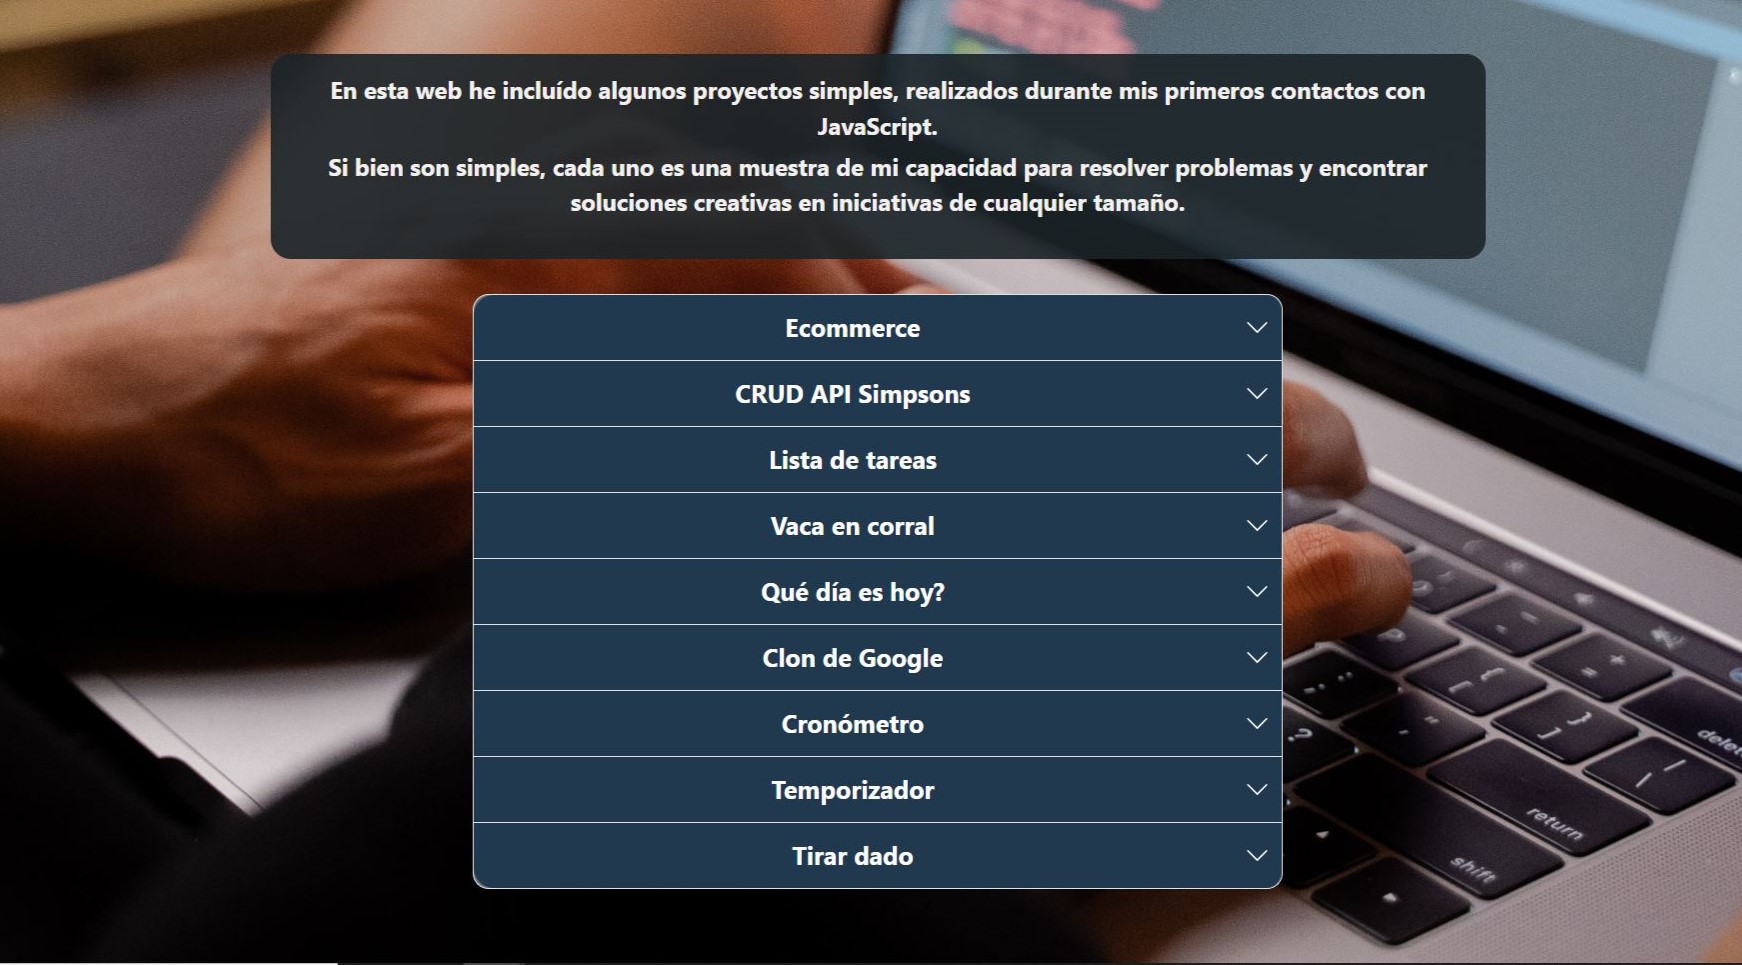 En esta web he incluído algunos proyectos simples, realizados durante mis primeros contactos con
JavaScript.
Si bien son simples, cada uno es una muestra de mi capacidad para resolver problemas y encontrar
soluciones creativas en iniciativas de cualquier tamaño.
Ecommerce
CRUD API Simpsons
Lista de tareas
Vaca en corral
Qué día es hoy?
Clon de Google
Cronómetro
Temporizador
Tirar dado
delete
return
shift